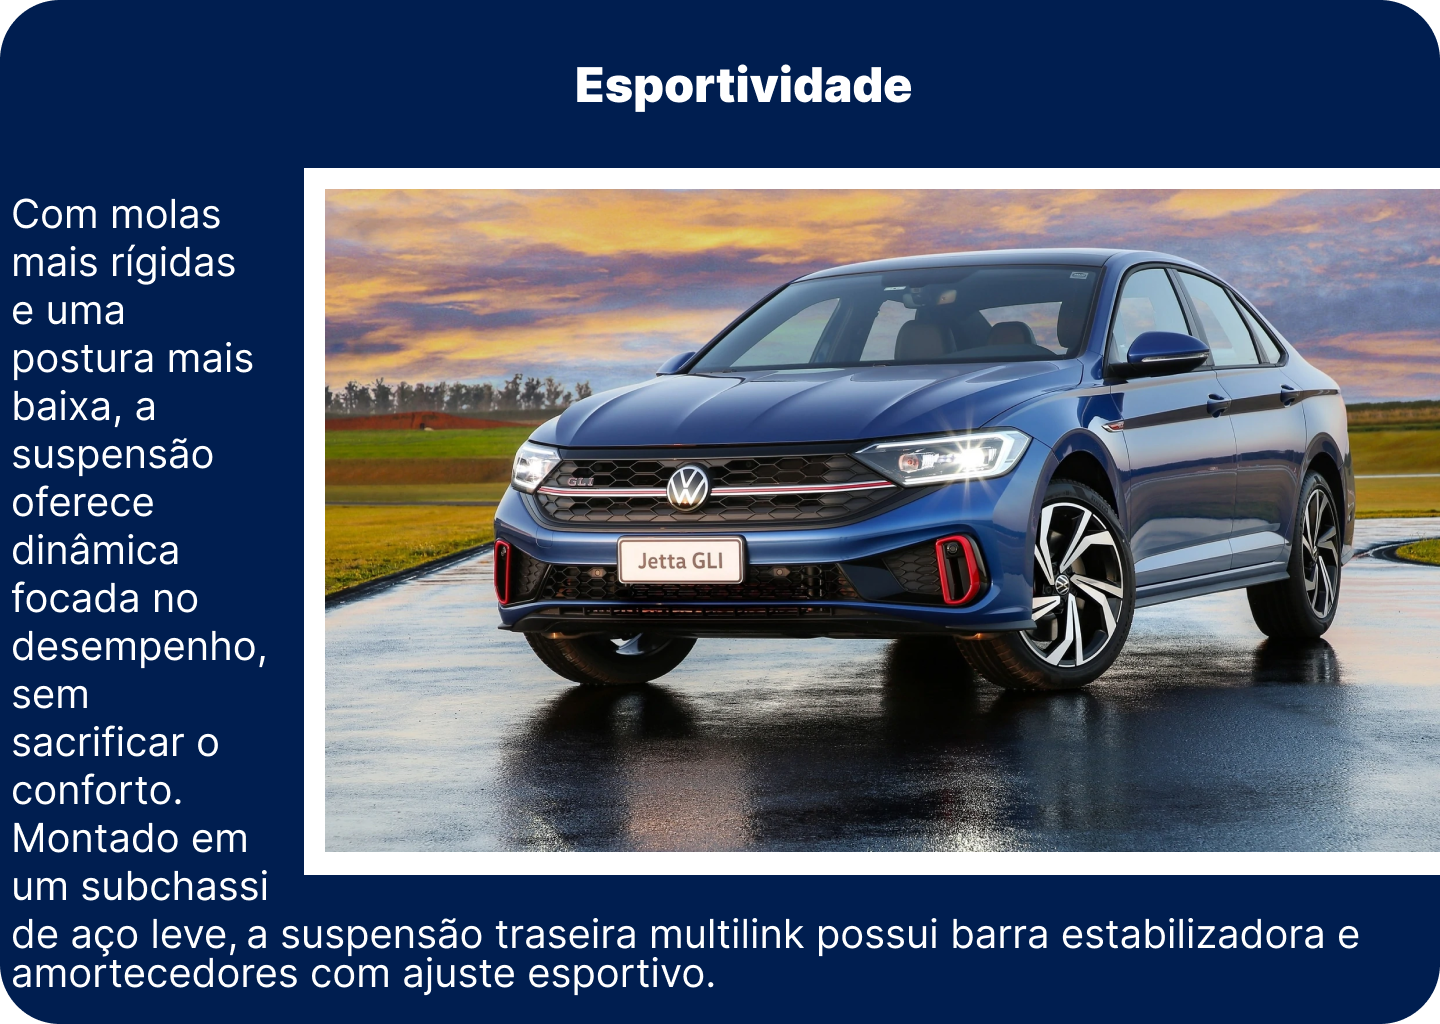 Esportividade
Com molas
mais rígidas
e uma
postura mais
baixa, a
suspensão
oferece
dinâmica
focada no
desempenho,
sem
sacrificar o
conforto.
Montado em
um subchassi
de aço leve, a suspensão traseira multilink possui barra estabilizadora e
amortecedores com ajuste esportivo.
GLI
Jetta GLI